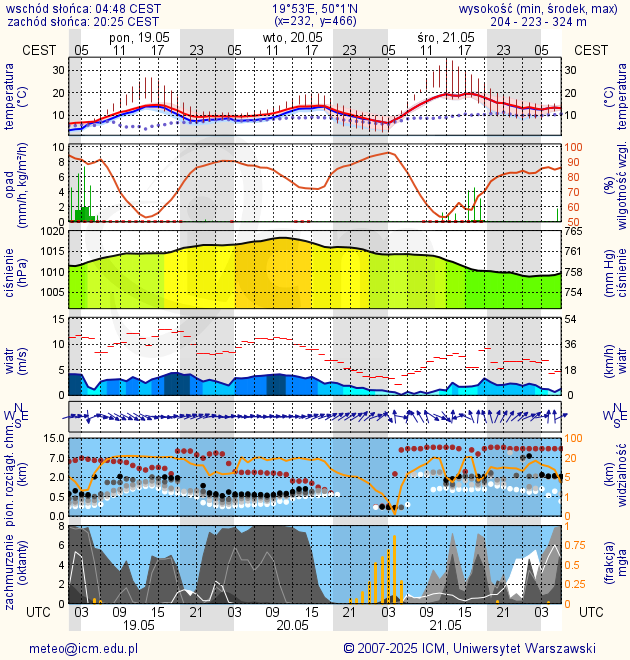 wschód słońca: 04:48 CEST 19°53'E, 50°1'N wysokość (min, środek, max)
zachód słońca: 20:25 CEST (x=232, y=466) 204 - 223 - 324 m
pon, 19.05 wto, 20.05 śro, 21.05
CEST 05 11 17 23 05 11 17 23 05 11 17 23 05 CEST
temperatura (°C)
30 20 10
30 20 10
temperatura (°C)
opad (mm/h, kg/m²/h)
10 8 6 4 2 0
100 90 80 70 60 50
(%) wilgotność wzgl.
ciśnienie (hPa)
1020 1015 1010 1005
765 761 758 754
(mm Hg) ciśnienie
wiatr (m/s)
15 10 5 0
54 36 18 0
(km/h) wiatr
N W E S
N W E S
pion. rozciągł. chm. (km)
15.0 7.0 2.0 0.5 0.0
100 20 5 1 0
(km) widzialność
zachmurzenie (oktanty)
8 6 4 2 0
1 0.75 0.5 0.25 0
(frakcja) mgła
UTC 03 09 15 21 03 09 15 21 03 09 15 21 03 UTC
19.05 20.05 21.05
meteo@icm.edu.pl © 2007-2025 ICM, Uniwersytet Warszawski